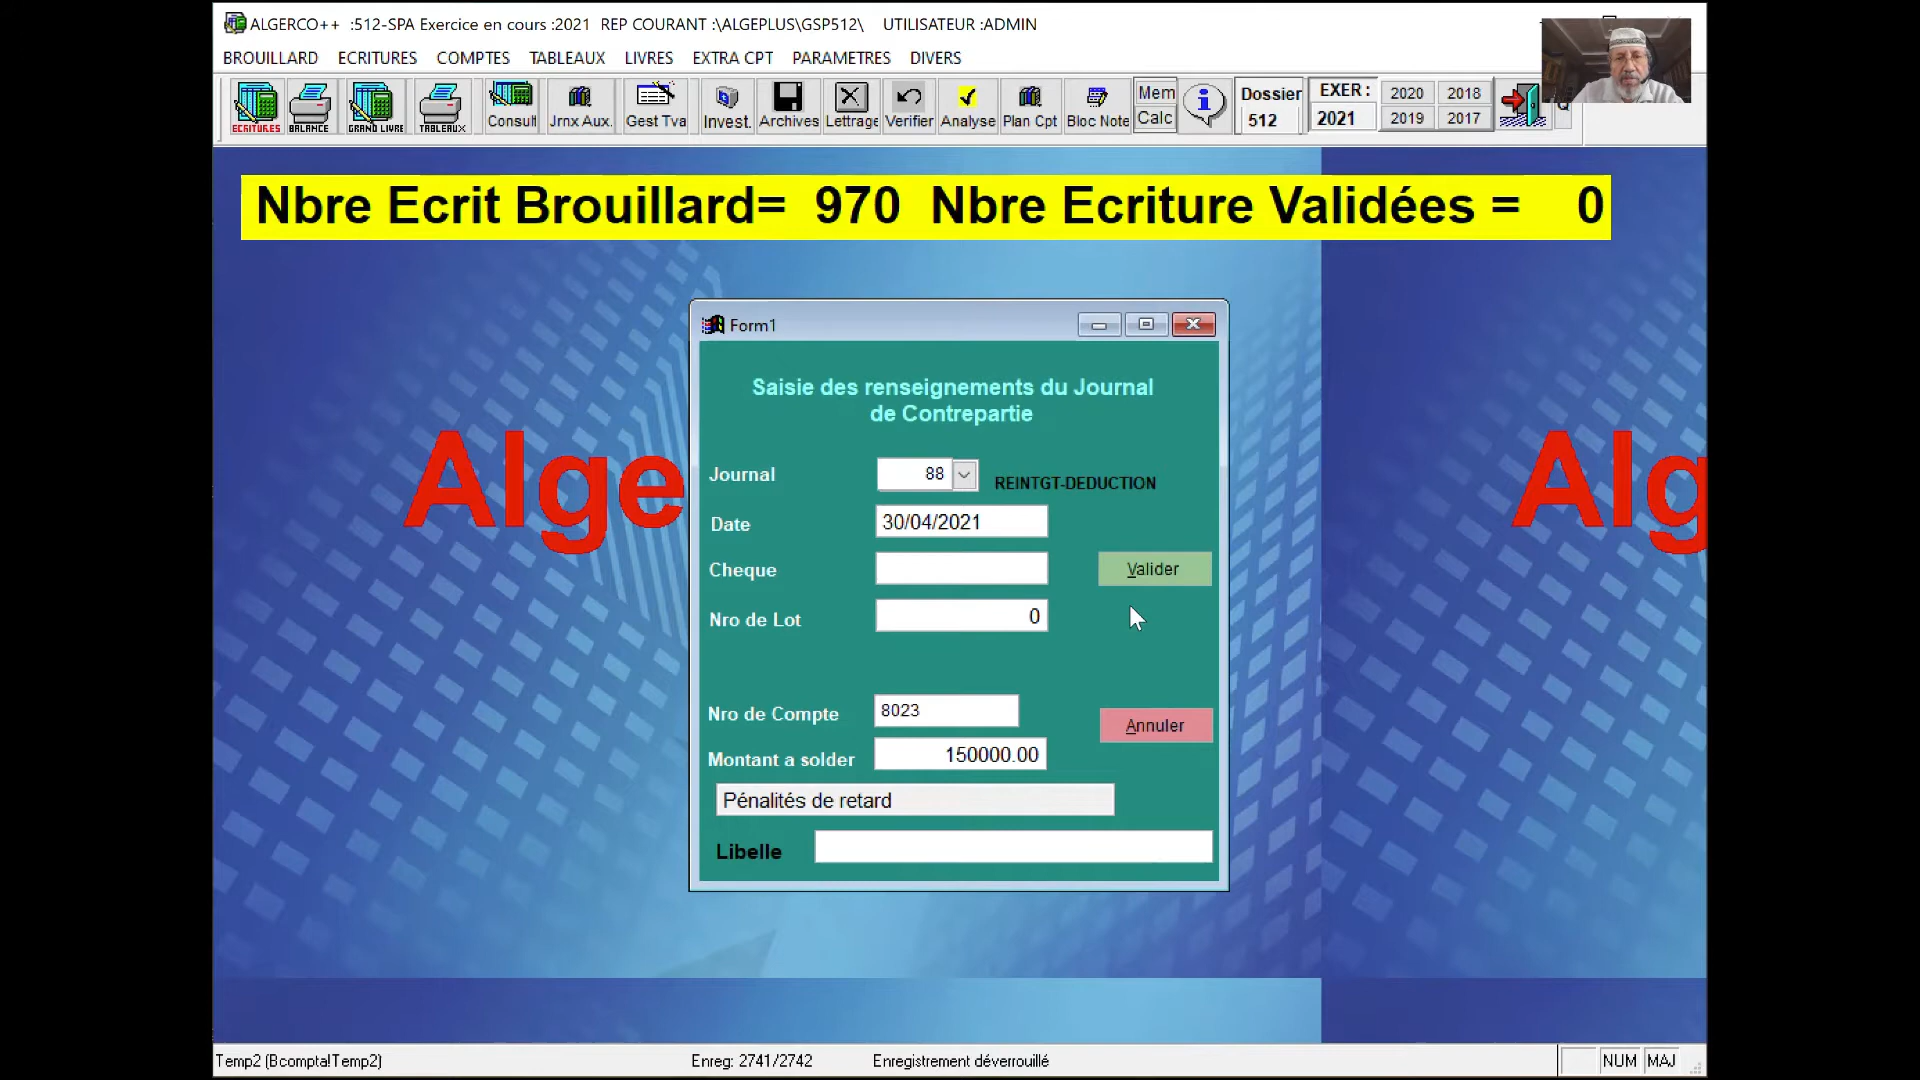 ALGERCO++ :512-SPA Exercice en cours :2021 REP COURANT :\ALGEPLUS\GSP512\ UTILISATEUR :ADMIN
BROUILLARD ECRITURES COMPTES TABLEAUX LIVRES EXTRA CPT PARAMETRES DIVERS
ECRITURES BALANCE GRAND LIVRE TABLEAUX Consult Jrnx Aux. Gest Tva Invest. Archives Lettrage Verifier Analyse Plan Cpt Bloc Note Mem Calc Dossier 512 EXER : 2021 2020 2018 2019 2017
Nbre Ecrit Brouillard= 970 Nbre Ecriture Validées = 0
Alge
Alg
Form1
Saisie des renseignements du Journal
de Contrepartie
Journal 88 REINTGT-DEDUCTION
Date 30/04/2021
Cheque Valider
Nro de Lot 0
Nro de Compte 8023 Annuler
Montant a solder 150000.00
Pénalités de retard
Libelle
Temp2 (Bcompta!Temp2) Enreg: 2741/2742 Enregistrement déverrouillé NUM MAJ